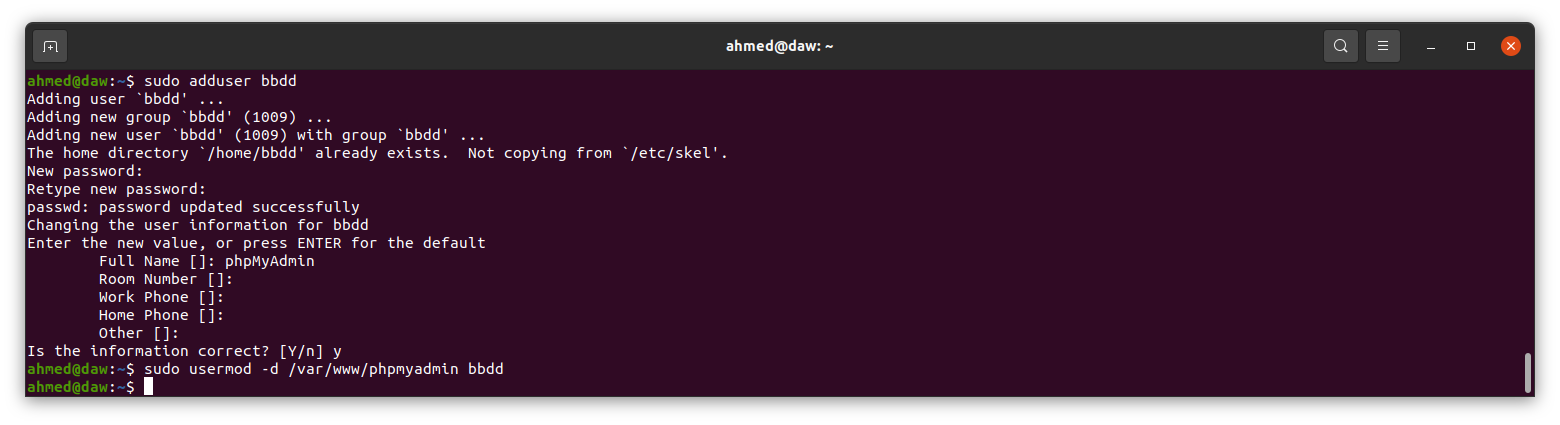 ahmed@daw: ~
ahmed@daw:~$ sudo adduser bbdd
Adding user `bbdd' ...
Adding new group `bbdd' (1009) ...
Adding new user `bbdd' (1009) with group `bbdd' ...
The home directory `/home/bbdd' already exists.  Not copying from `/etc/skel'.
New password:
Retype new password:
passwd: password updated successfully
Changing the user information for bbdd
Enter the new value, or press ENTER for the default
        Full Name []: phpMyAdmin
        Room Number []:
        Work Phone []:
        Home Phone []:
        Other []:
Is the information correct? [Y/n] y
ahmed@daw:~$ sudo usermod -d /var/www/phpmyadmin bbdd
ahmed@daw:~$